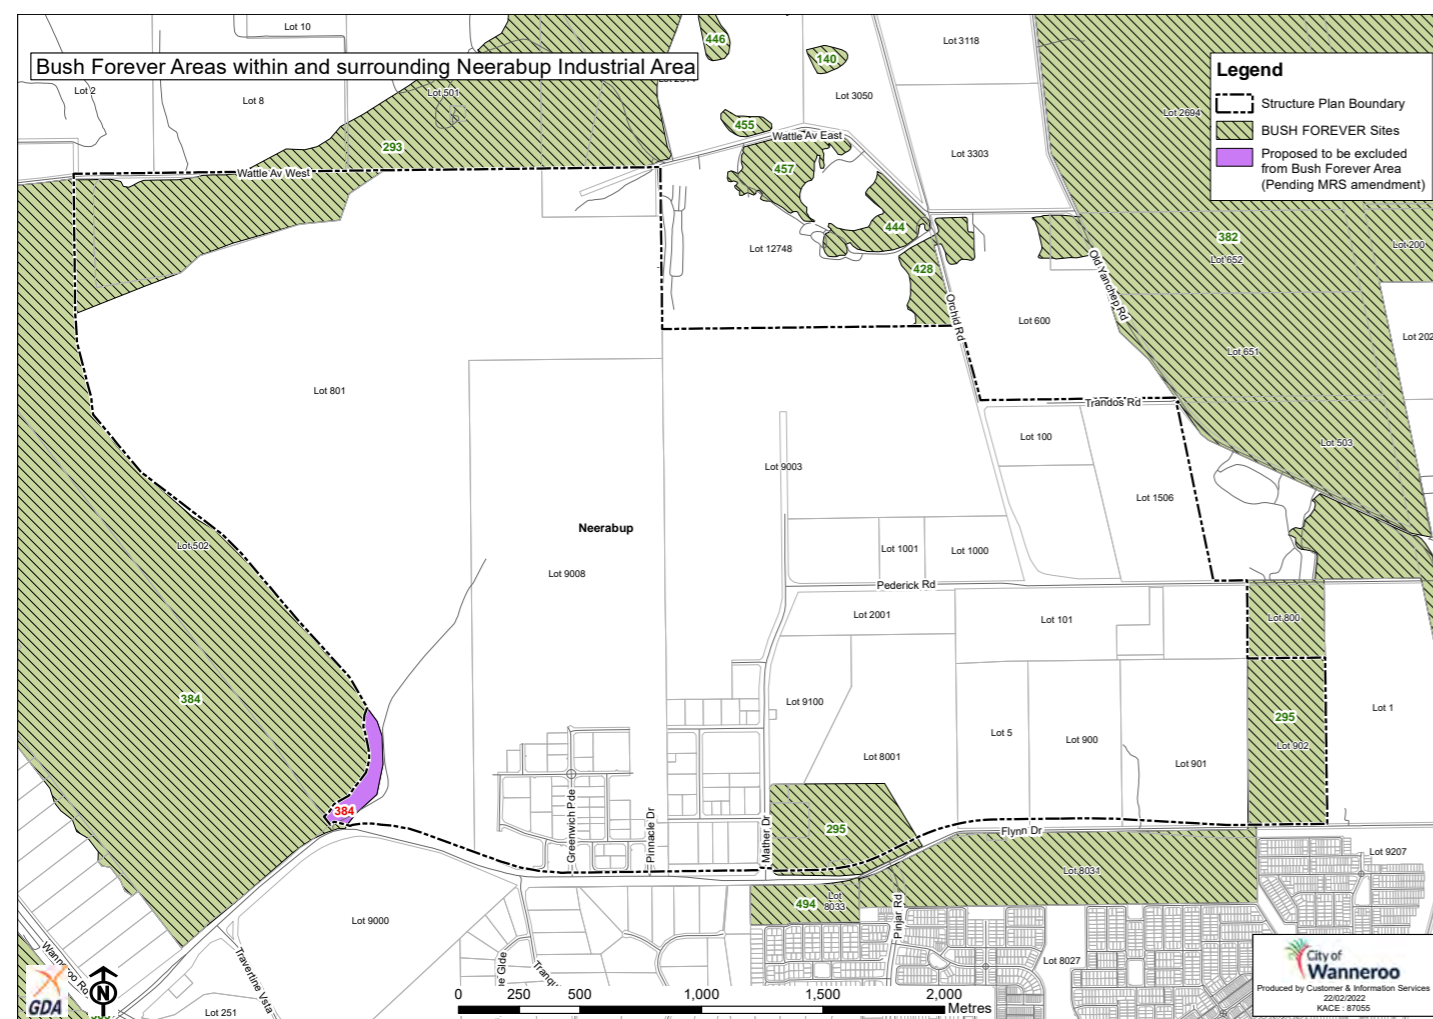 Lot 10
446
Lot 3118
Bush Forever Areas within and surrounding Neerabup Industrial Area
140
Legend
Lot 2
Lot 8
Lot 501
Lot 3050
Structure Plan Boundary
Lot 2694
BUSH FOREVER Sites
455
Wattle Av East
293
Lot 3303
Proposed to be excluded
from Bush Forever Area
(Pending MRS amendment)
Wattle Av West
457
444
382
Lot 12748
Lot 652
Lot 200
428
Old Yanchep Rd
Orchid Rd
Lot 600
Lot 202
Lot 651
Lot 801
Trandos Rd
Lot 100
Lot 503
Lot 9003
Lot 1506
Neerabup
Lot 502
Lot 1001
Lot 1000
Lot 9008
Pederick Rd
Lot 2001
Lot 101
Lot 800
384
Lot 9100
Lot 5
Lot 900
295
Lot 1
Lot 902
Lot 8001
Lot 901
384
Greenwich Pde
Pinnacle Dr
Mather Dr
295
Flynn Dr
Lot 9207
Lot 8031
494
Lot
8033
Pinjar Rd
Lot 9000
Wanneroo Rd
Travertine Vsta
Lot 8027
City of
Wanneroo
Produced by Customer & Information Services
22/02/2022
KACE : 87055
GDA
N
Lot 251
0 250 500 1,000 1,500 2,000
Metres